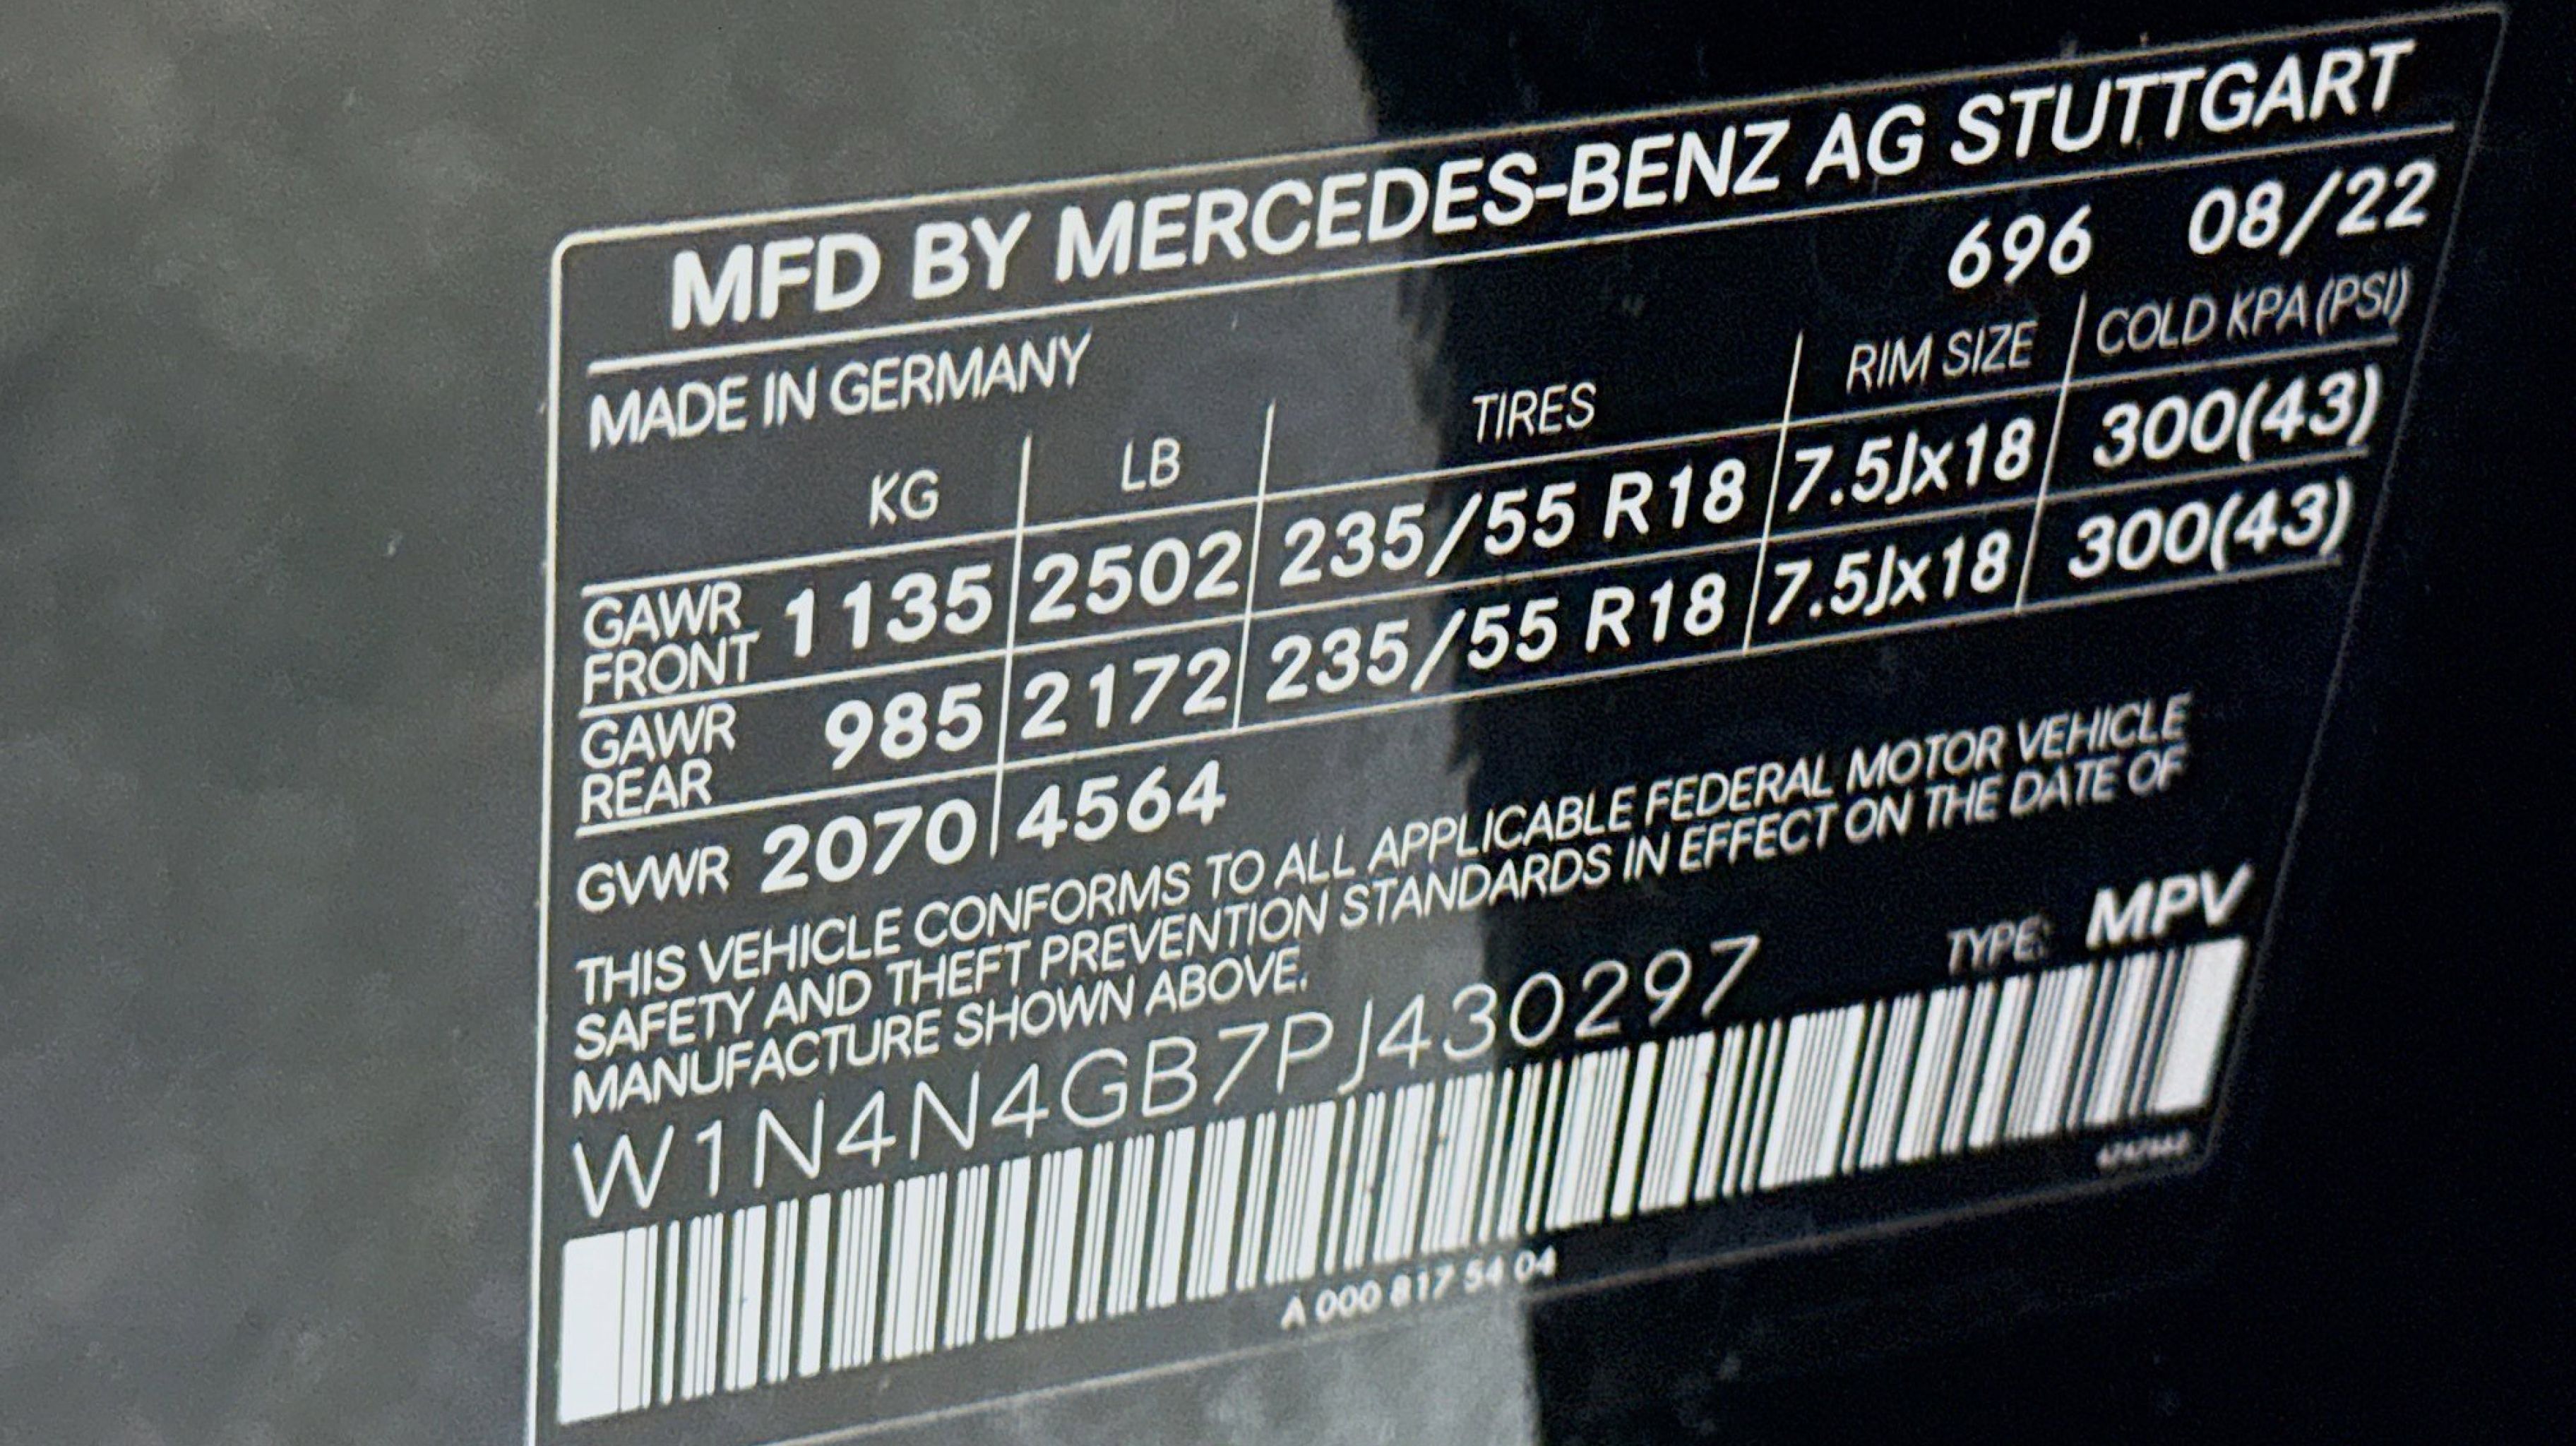 MFD BY MERCEDES-BENZ AG STUTTGART
MADE IN GERMANY 696 08/22
KG LB TIRES RIM SIZE COLD KPA (PSI)
GAWR FRONT 1135 2502 235/55 R18 7.5Jx18 300(43)
GAWR REAR 985 2172 235/55 R18 7.5Jx18 300(43)
GVWR 2070 4564
THIS VEHICLE CONFORMS TO ALL APPLICABLE FEDERAL MOTOR VEHICLE
SAFETY AND THEFT PREVENTION STANDARDS IN EFFECT ON THE DATE OF
MANUFACTURE SHOWN ABOVE.
W1N4N4GB7PJ430297 TYPE: MPV
A 000 817 54 04